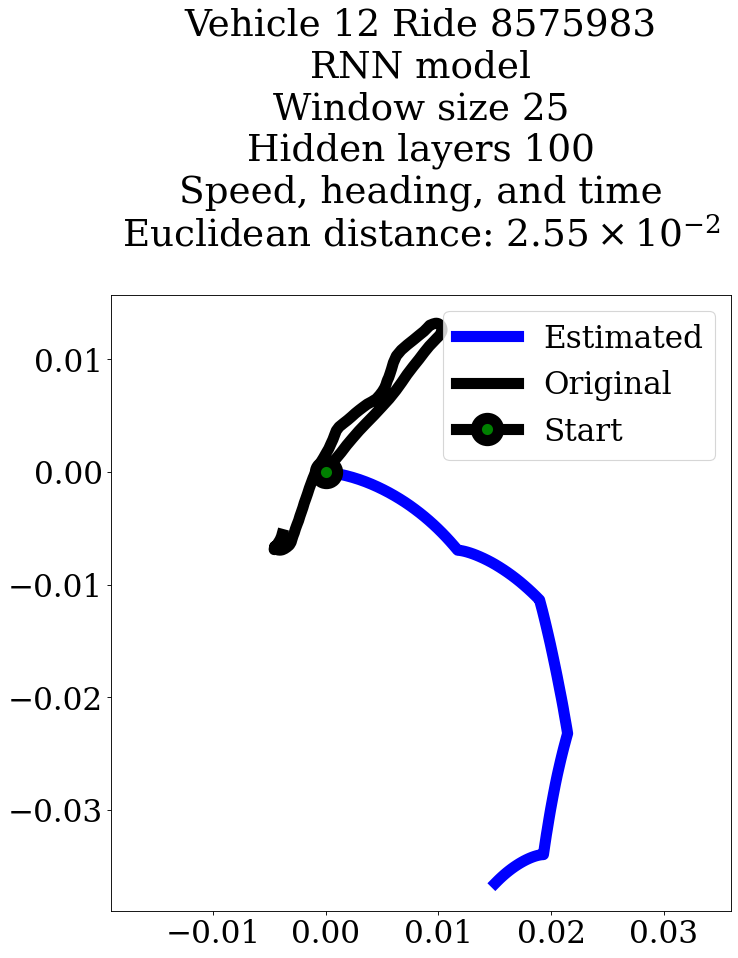 Vehicle 12 Ride 8575983
RNN model
Window size 25
Hidden layers 100
Speed, heading, and time
Euclidean distance: 2.55 × 10⁻²
Estimated
Original
Start
0.01
0.00
−0.01
−0.02
−0.03
−0.01 0.00 0.01 0.02 0.03